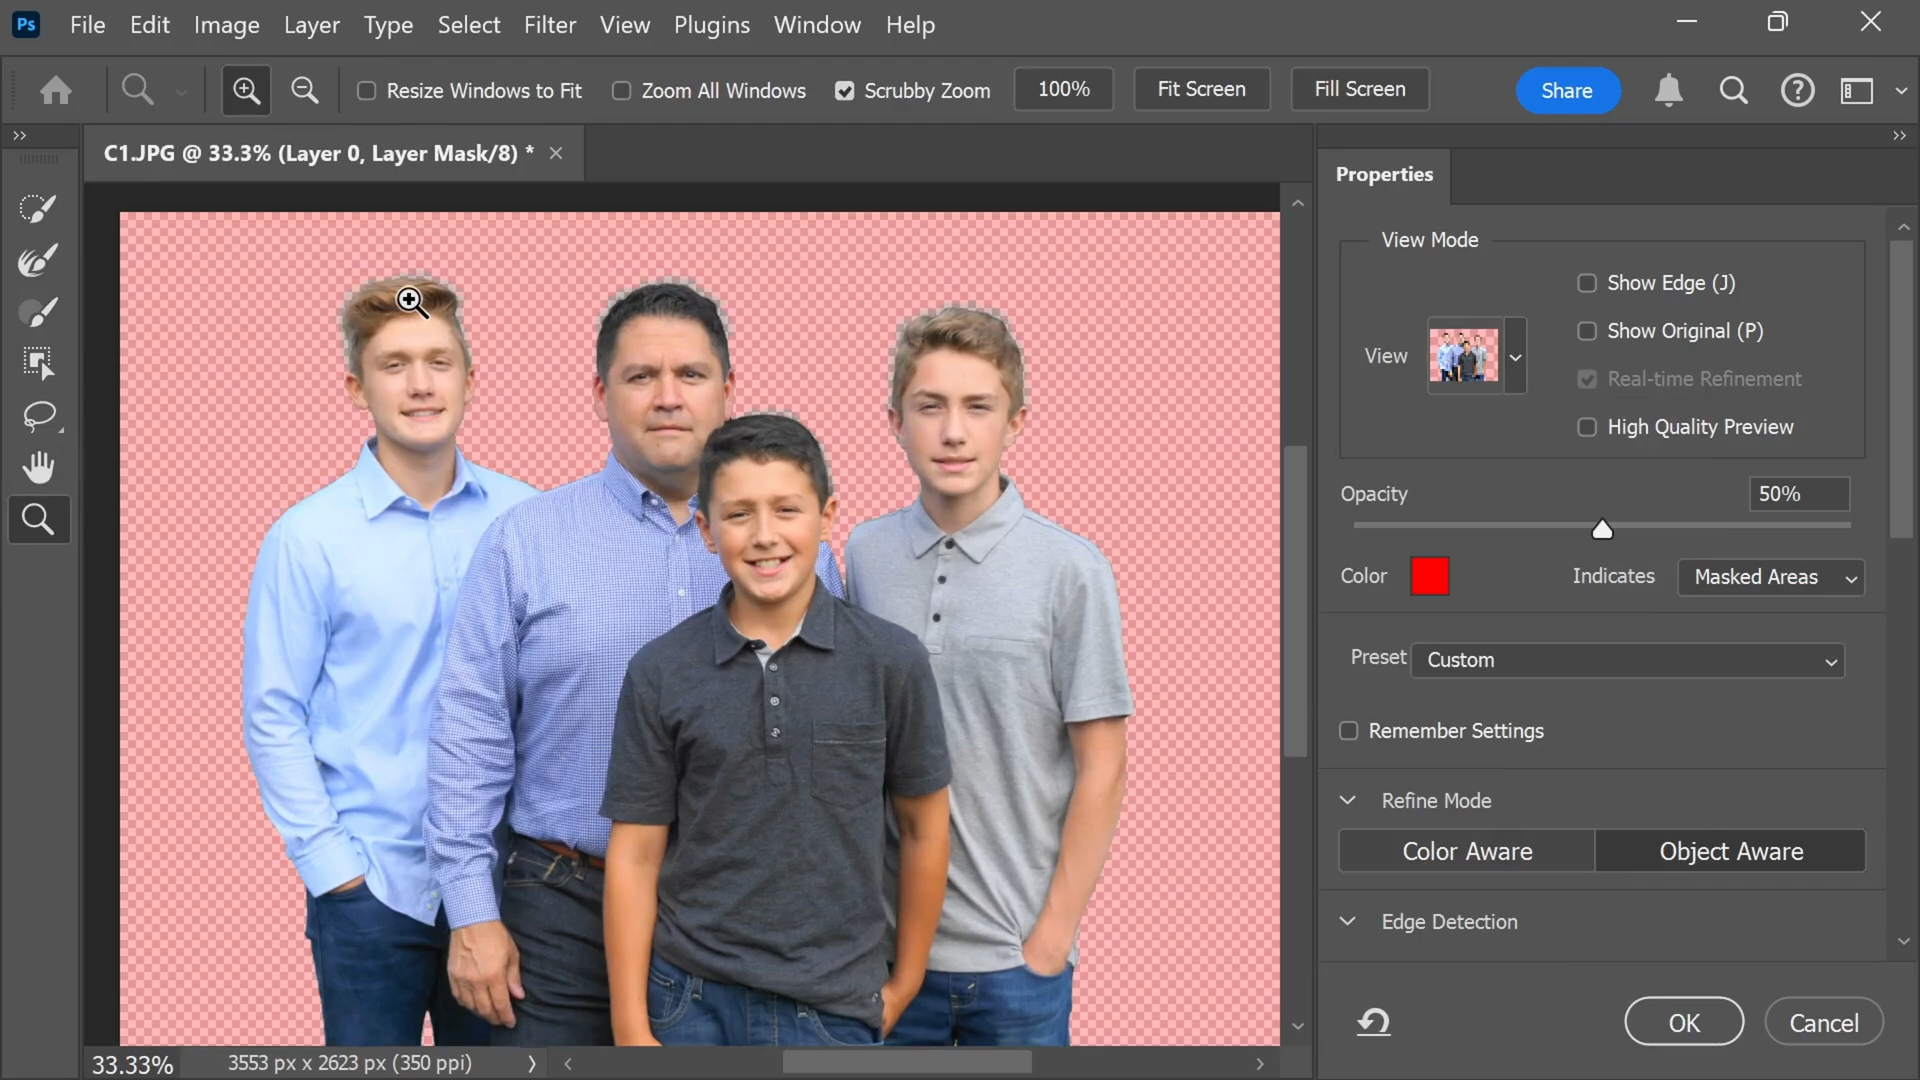 Ps File Edit Image Layer Type Select Filter View Plugins Window Help
Resize Windows to Fit Zoom All Windows Scrubby Zoom 100% Fit Screen Fill Screen Share
C1.JPG @ 33.3% (Layer 0, Layer Mask/8) *
Properties
View Mode
Show Edge (J)
Show Original (P)
View
Real-time Refinement
High Quality Preview
Opacity 50%
Color Indicates Masked Areas
Preset Custom
Remember Settings
Refine Mode
Color Aware Object Aware
Edge Detection
OK Cancel
33.33% 3553 px x 2623 px (350 ppi)